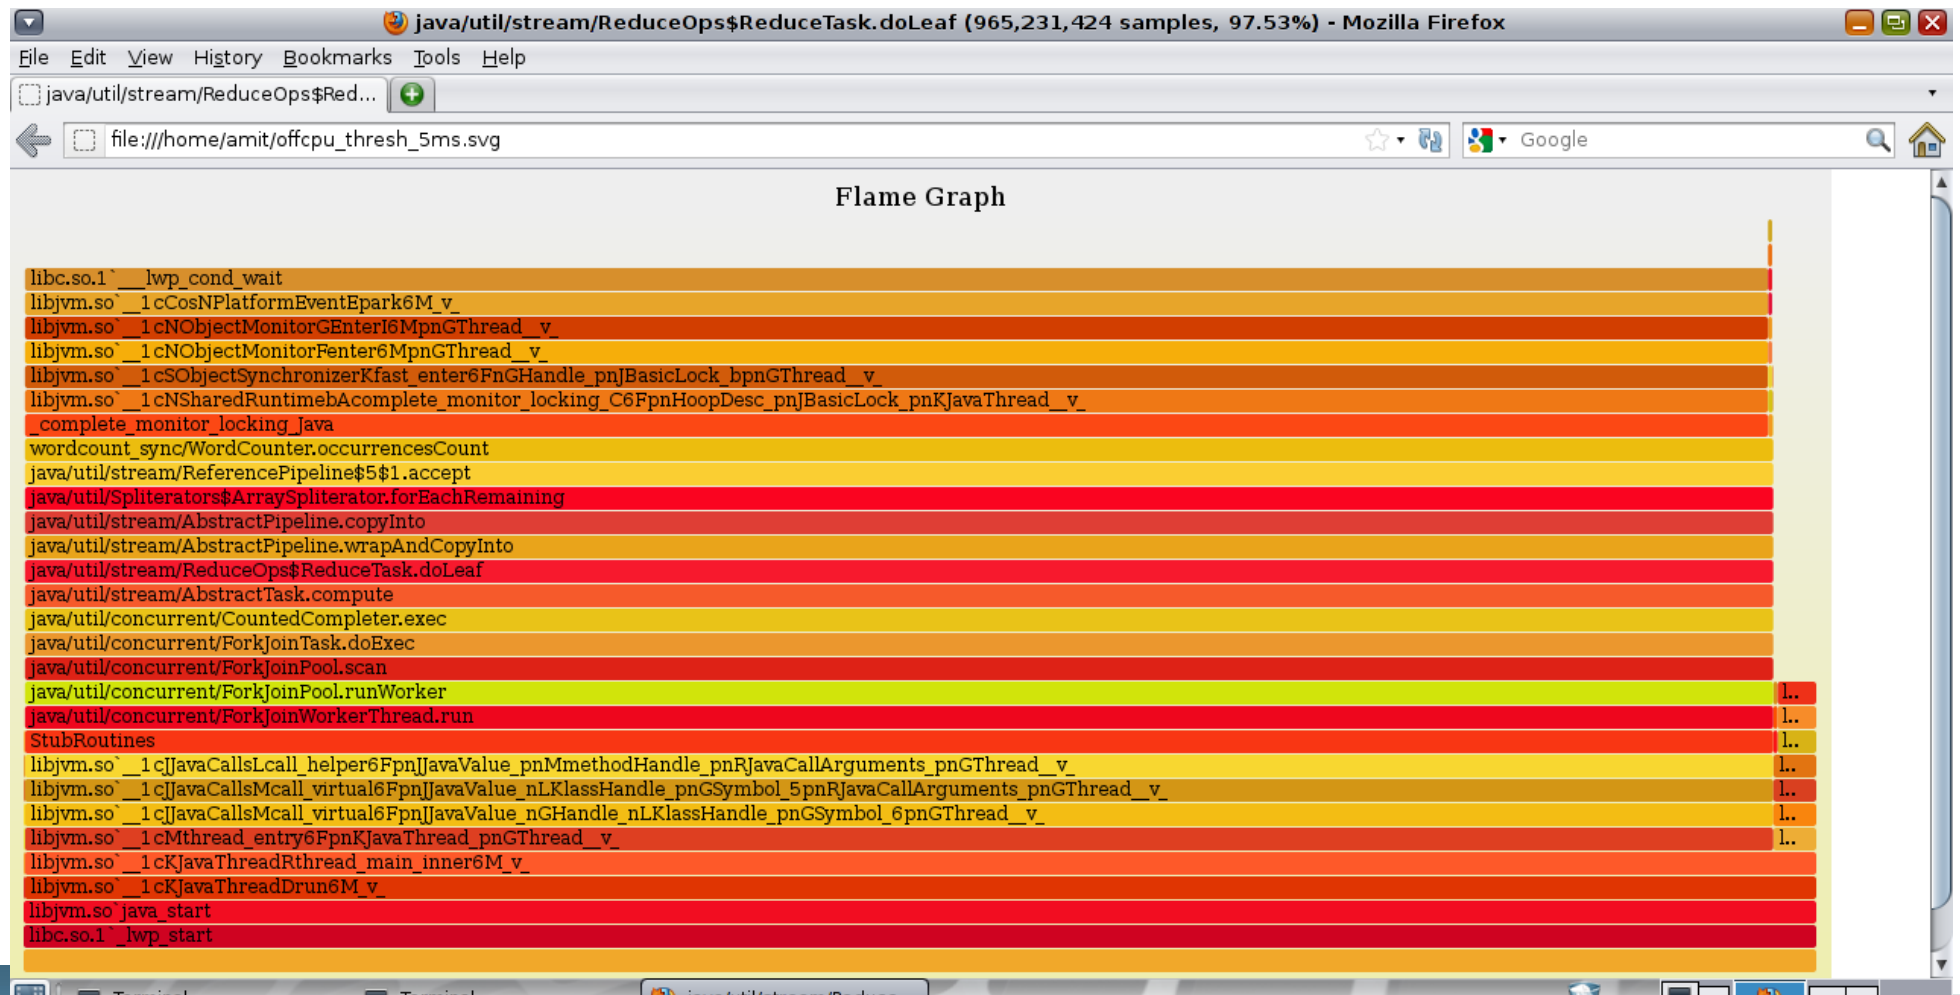 java/util/stream/ReduceOps$ReduceTask.doLeaf (965,231,424 samples, 97.53%) - Mozilla Firefox
File Edit View History Bookmarks Tools Help
java/util/stream/ReduceOps$Red...
file:///home/amit/offcpu_thresh_5ms.svg
Google
Flame Graph
libc.so.1`___lwp_cond_wait
libjvm.so`__1cCosNPlatformEventEpark6M_v_
libjvm.so`__1cNObjectMonitorGEnterI6MpnGThread__v_
libjvm.so`__1cNObjectMonitorFenter6MpnGThread__v_
libjvm.so`__1cSObjectSynchronizerKfast_enter6FnGHandle_pnJBasicLock_bpnGThread__v_
libjvm.so`__1cNSharedRuntimebAcomplete_monitor_locking_C6FpnHoopDesc_pnJBasicLock_pnKJavaThread__v_
_complete_monitor_locking_Java
wordcount_sync/WordCounter.occurrencesCount
java/util/stream/ReferencePipeline$5$1.accept
java/util/Spliterators$ArraySpliterator.forEachRemaining
java/util/stream/AbstractPipeline.copyInto
java/util/stream/AbstractPipeline.wrapAndCopyInto
java/util/stream/ReduceOps$ReduceTask.doLeaf
java/util/stream/AbstractTask.compute
java/util/concurrent/CountedCompleter.exec
java/util/concurrent/ForkJoinTask.doExec
java/util/concurrent/ForkJoinPool.scan
java/util/concurrent/ForkJoinPool.runWorker l..
java/util/concurrent/ForkJoinWorkerThread.run l..
StubRoutines l..
libjvm.so`__1cJJavaCallsLcall_helper6FpnJJavaValue_pnMmethodHandle_pnRJavaCallArguments_pnGThread__v_ l..
libjvm.so`__1cJJavaCallsMcall_virtual6FpnJJavaValue_nLKlassHandle_pnGSymbol_5pnRJavaCallArguments_pnGThread__v_ l..
libjvm.so`__1cJJavaCallsMcall_virtual6FpnJJavaValue_nGHandle_nLKlassHandle_pnGSymbol_6pnGThread__v_ l..
libjvm.so`__1cMthread_entry6FpnKJavaThread_pnGThread__v_ l..
libjvm.so`__1cKJavaThreadRthread_main_inner6M_v_
libjvm.so`__1cKJavaThreadDrun6M_v_
libjvm.so`java_start
libc.so.1`_lwp_start